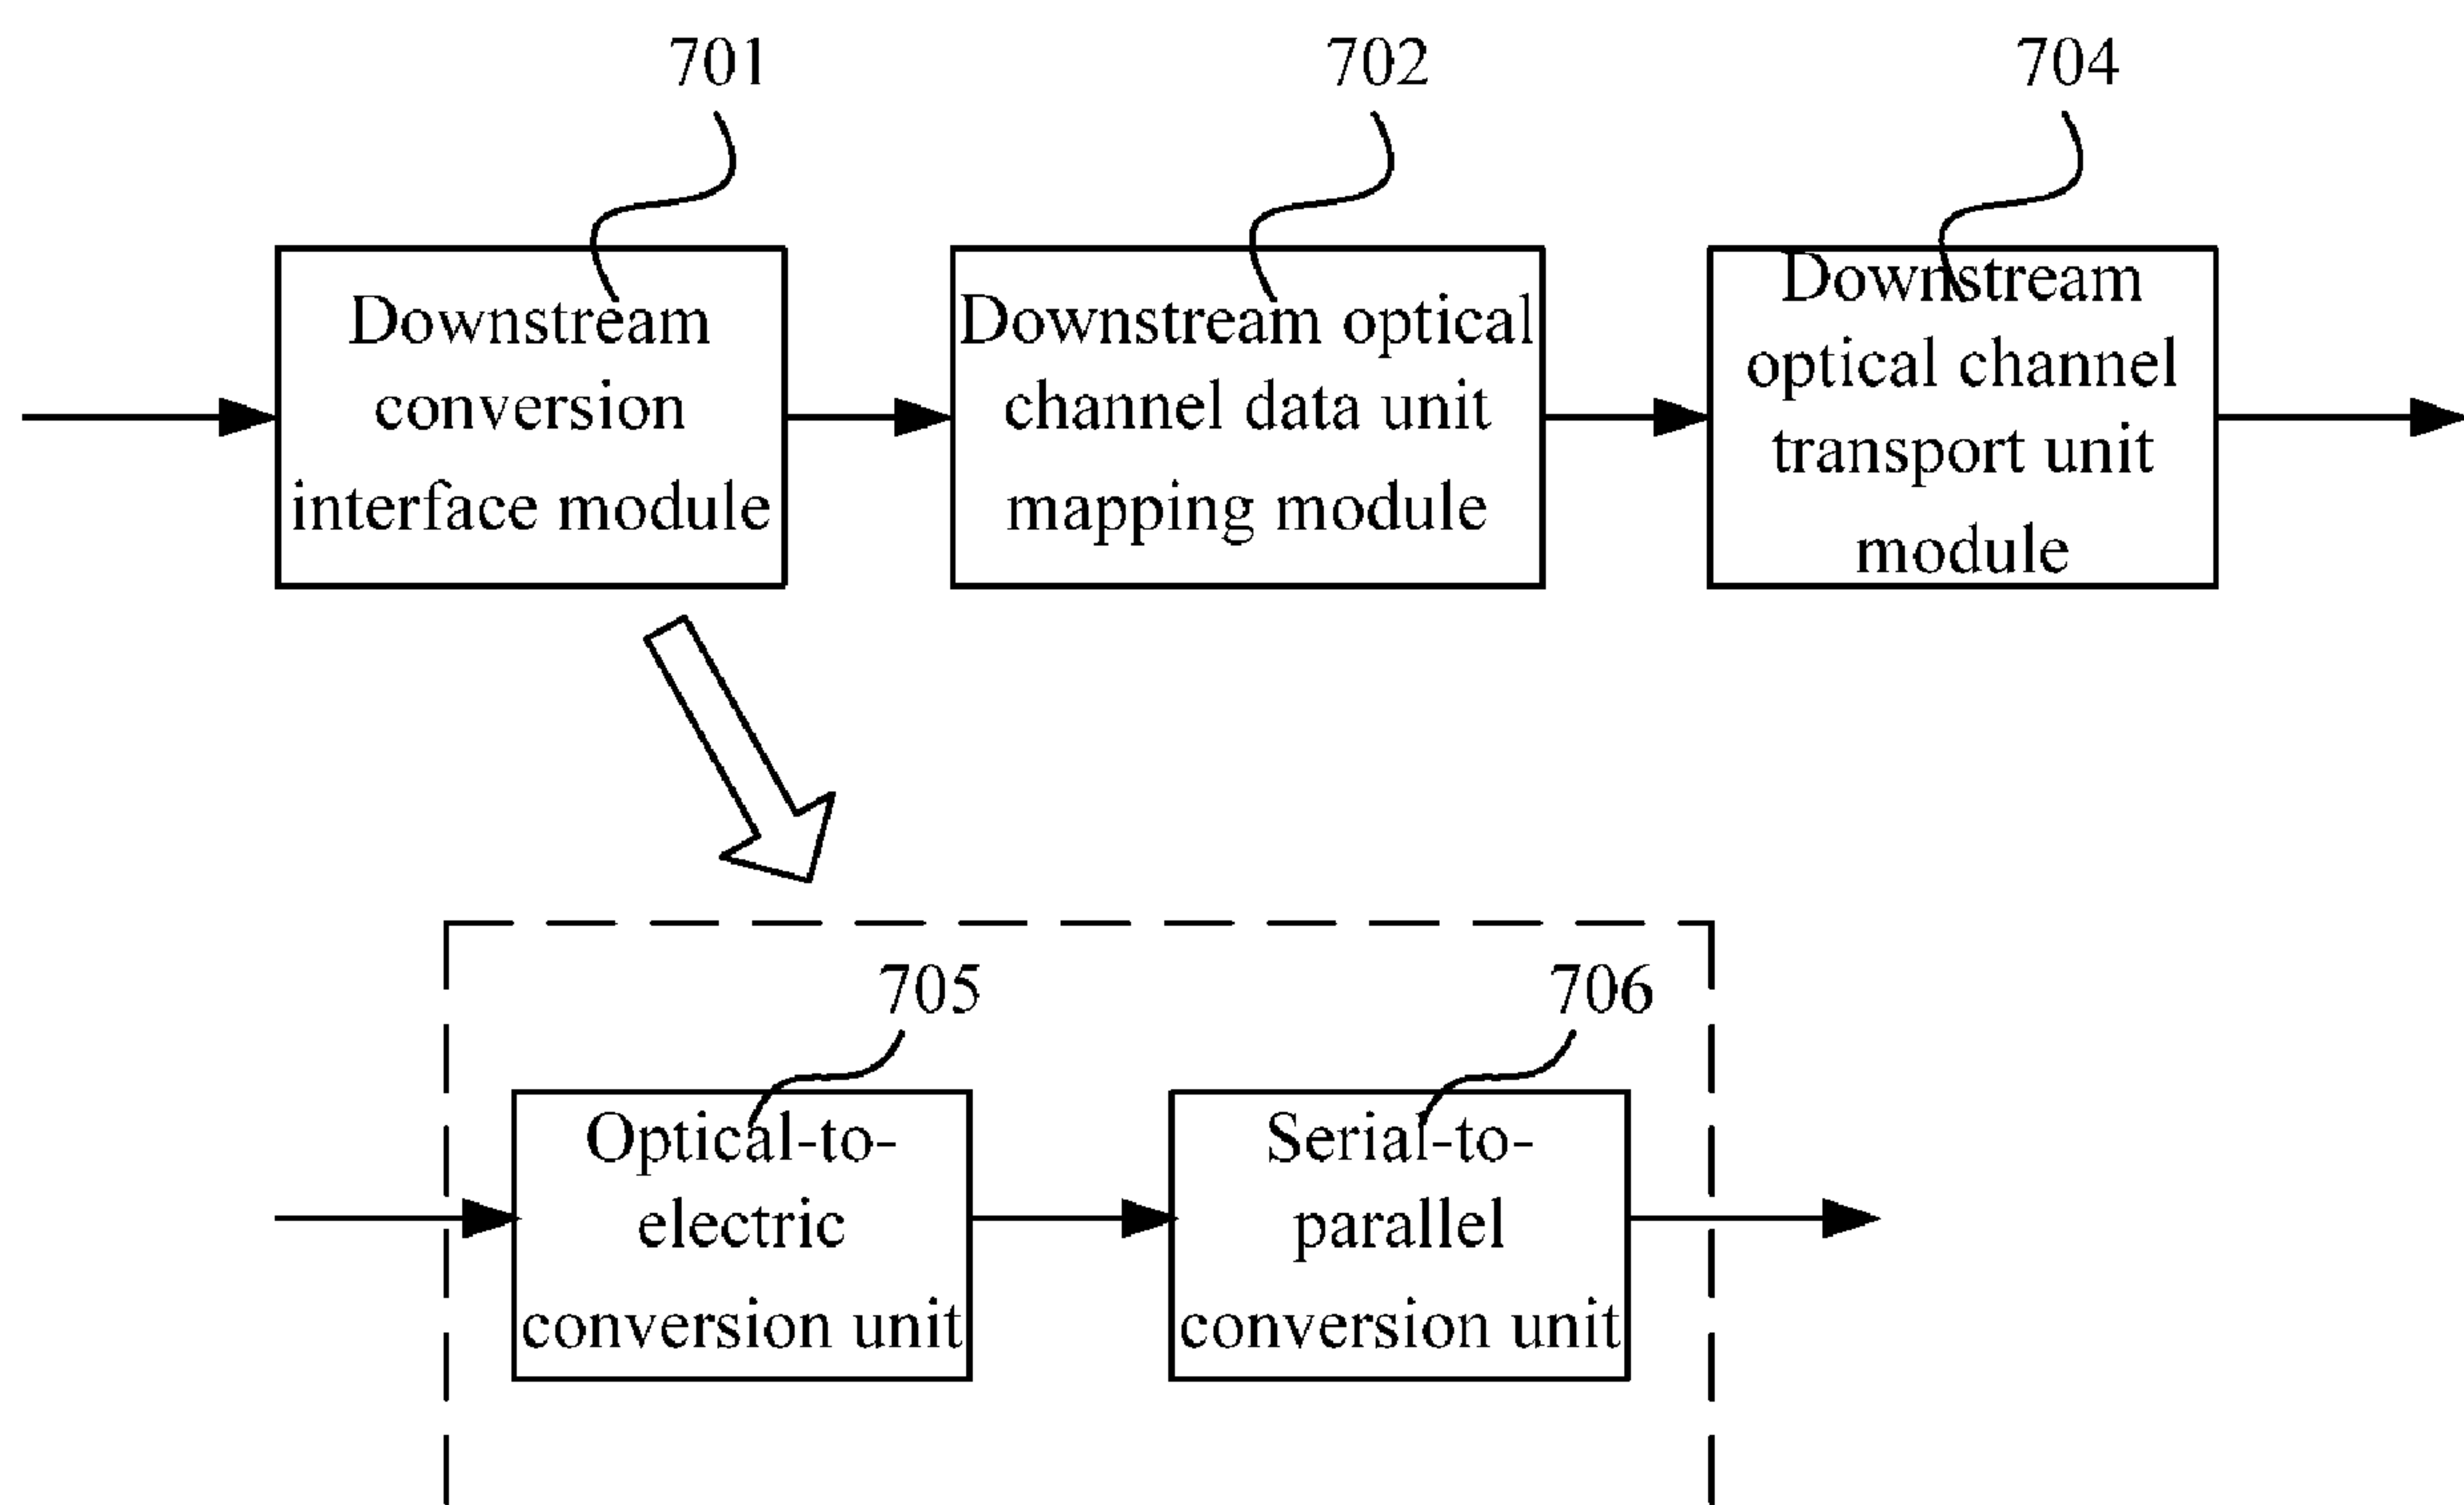 701
702
704
Downstream
conversion
interface module
Downstream optical
channel data unit
mapping module
Downstream
optical channel
transport unit
module
705
706
Optical-to-
electric
conversion unit
Serial-to-
parallel
conversion unit